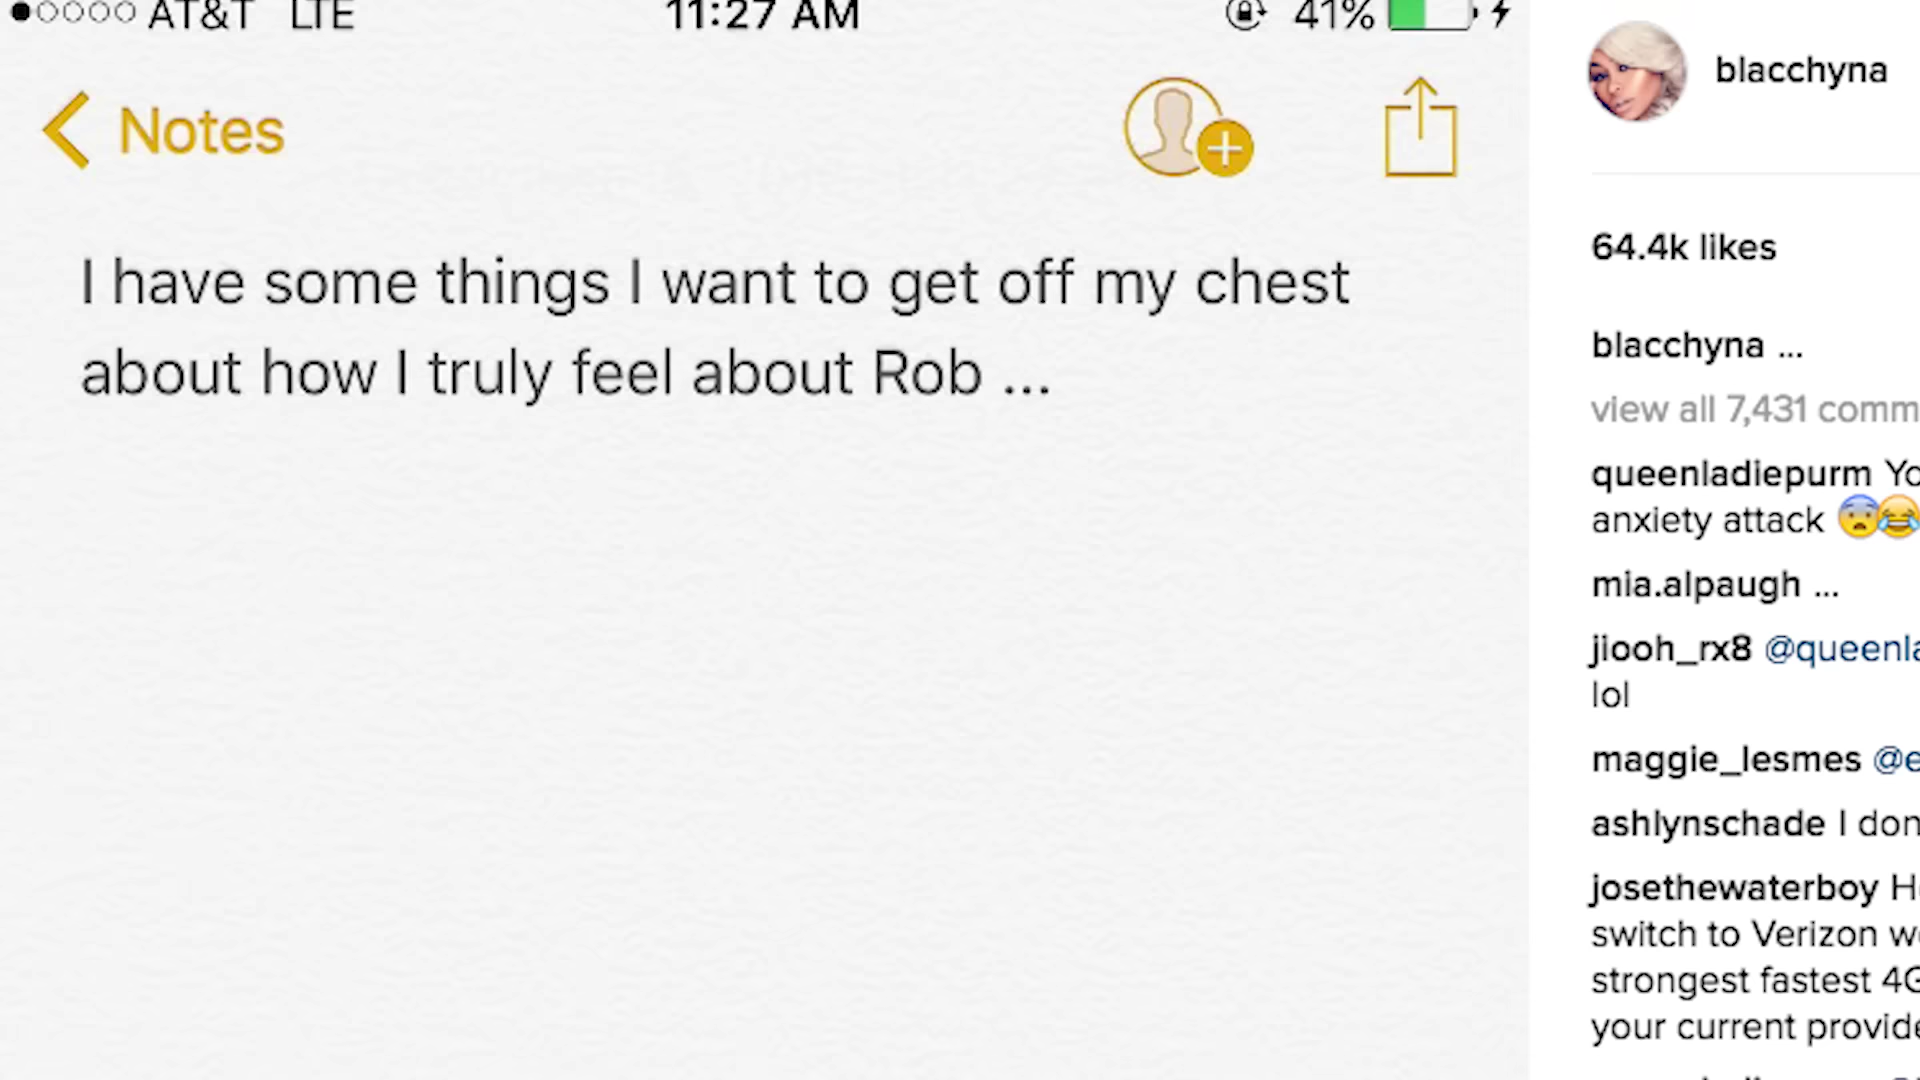 AT&T LTE 11:27 AM 41%
Notes
I have some things I want to get off my chest
about how I truly feel about Rob ...
blacchyna
64.4k likes
blacchyna ...
view all 7,431 comm
queenladiepurm Yo
anxiety attack 😨😂
mia.alpaugh ...
jiooh_rx8 @queenla
lol
maggie_lesmes @e
ashlynschade I don
josethewaterboy H
switch to Verizon w
strongest fastest 4G
your current provide